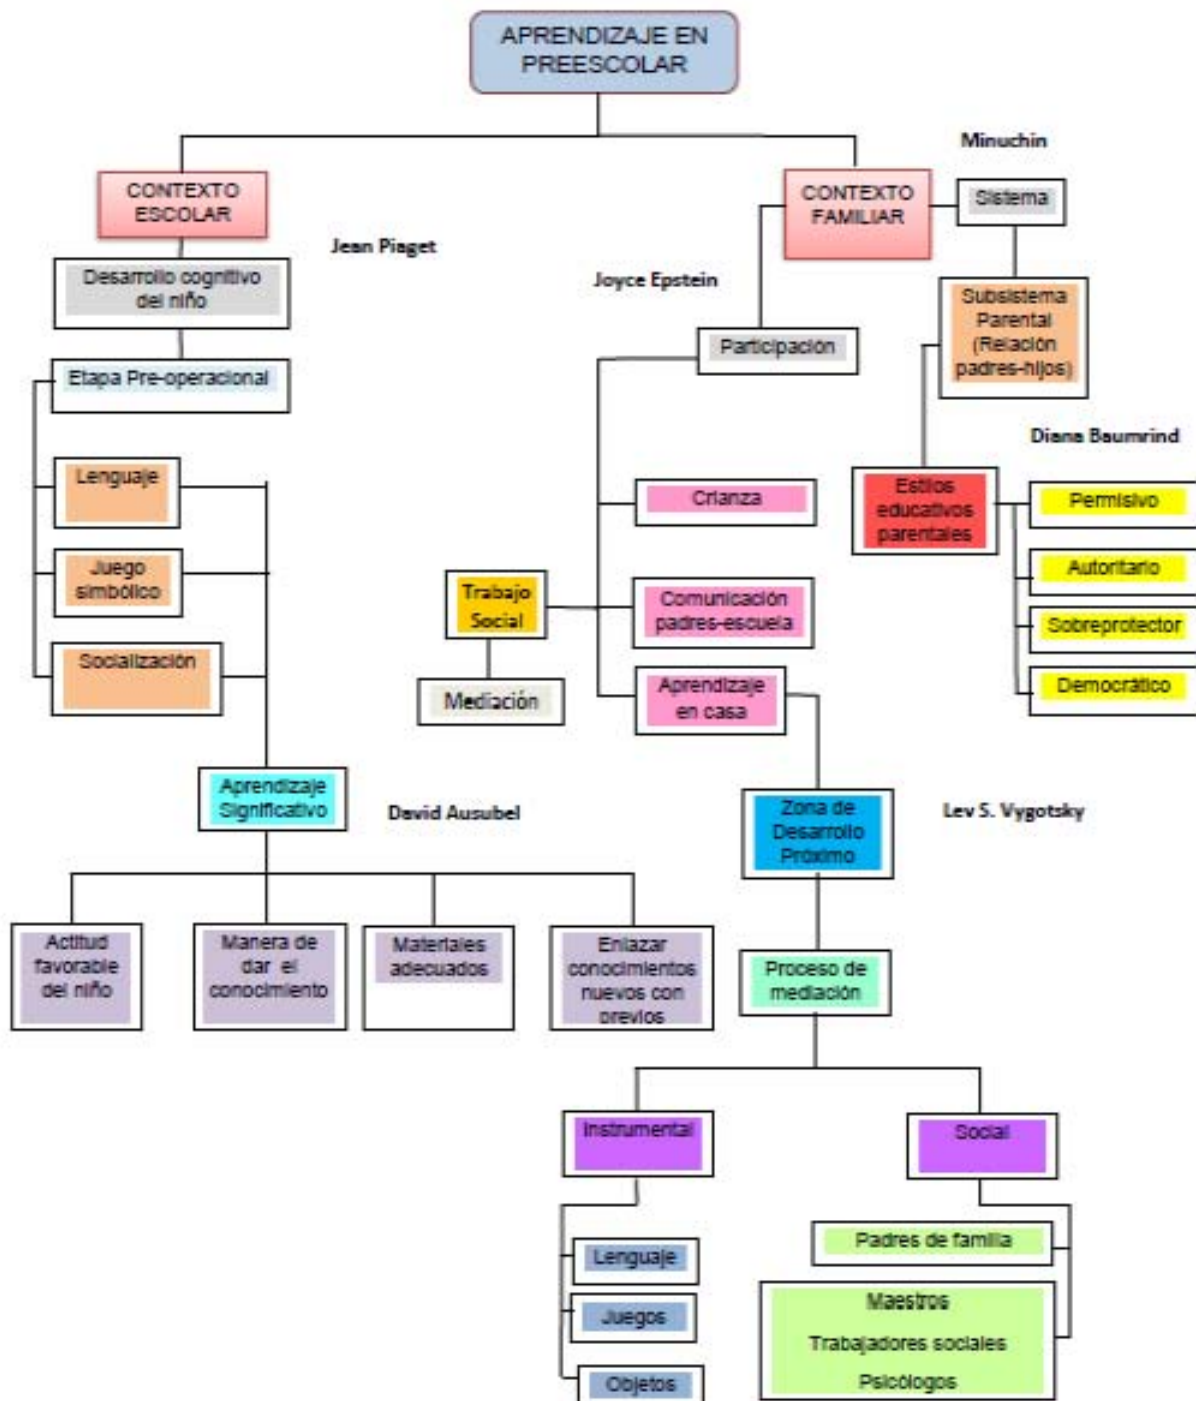 APRENDIZAJE EN
PREESCOLAR
Minuchin
CONTEXTO
ESCOLAR
CONTEXTO
FAMILIAR
Sistema
Jean Piaget
Desarrollo cognitivo
del niño
Joyce Epstein
Subsistema
Parental
(Relación
padres-hijos)
Participación
Etapa Pre-operacional
Diana Baumrind
Lenguaje
Crianza
Estilos
educativos
parentales
Permisivo
Juego
simbólico
Trabajo
Social
Comunicación
padres-escuela
Autoritario
Sobreprotector
Socialización
Mediación
Aprendizaje
en casa
Democrático
Aprendizaje
Significativo
David Ausubel
Zona de
Desarrollo
Próximo
Lev S. Vygotsky
Actitud
favorable
del niño
Manera de
dar el
conocimiento
Materiales
adecuados
Enlazar
conocimientos
nuevos con
previos
Proceso de
mediación
Instrumental
Social
Lenguaje
Juegos
Objetos
Padres de familia
Maestros
Trabajadores sociales
Psicólogos